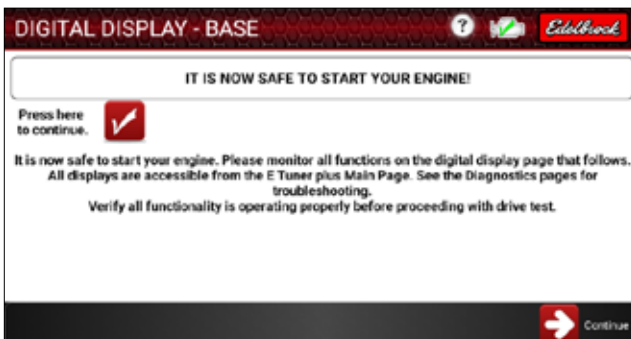 DIGITAL DISPLAY - BASE
?
Edelbrock
IT IS NOW SAFE TO START YOUR ENGINE!
Press here
to continue.
It is now safe to start your engine. Please monitor all functions on the digital display page that follows.
All displays are accessible from the E Tuner plus Main Page. See the Diagnostics pages for
troubleshooting.
Verify all functionality is operating properly before proceeding with drive test.
Continue